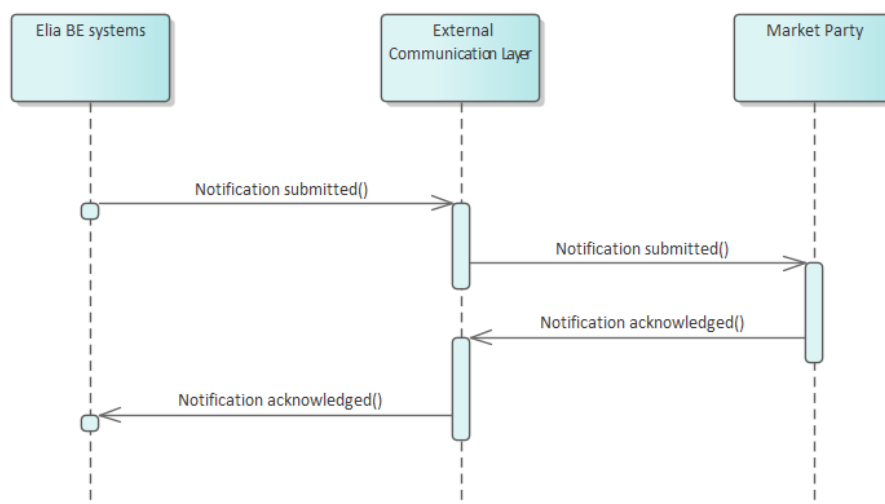 Elia BE systems
External
Communication Layer
Market Party
Notification submitted()
Notification submitted()
Notification acknowledged()
Notification acknowledged()